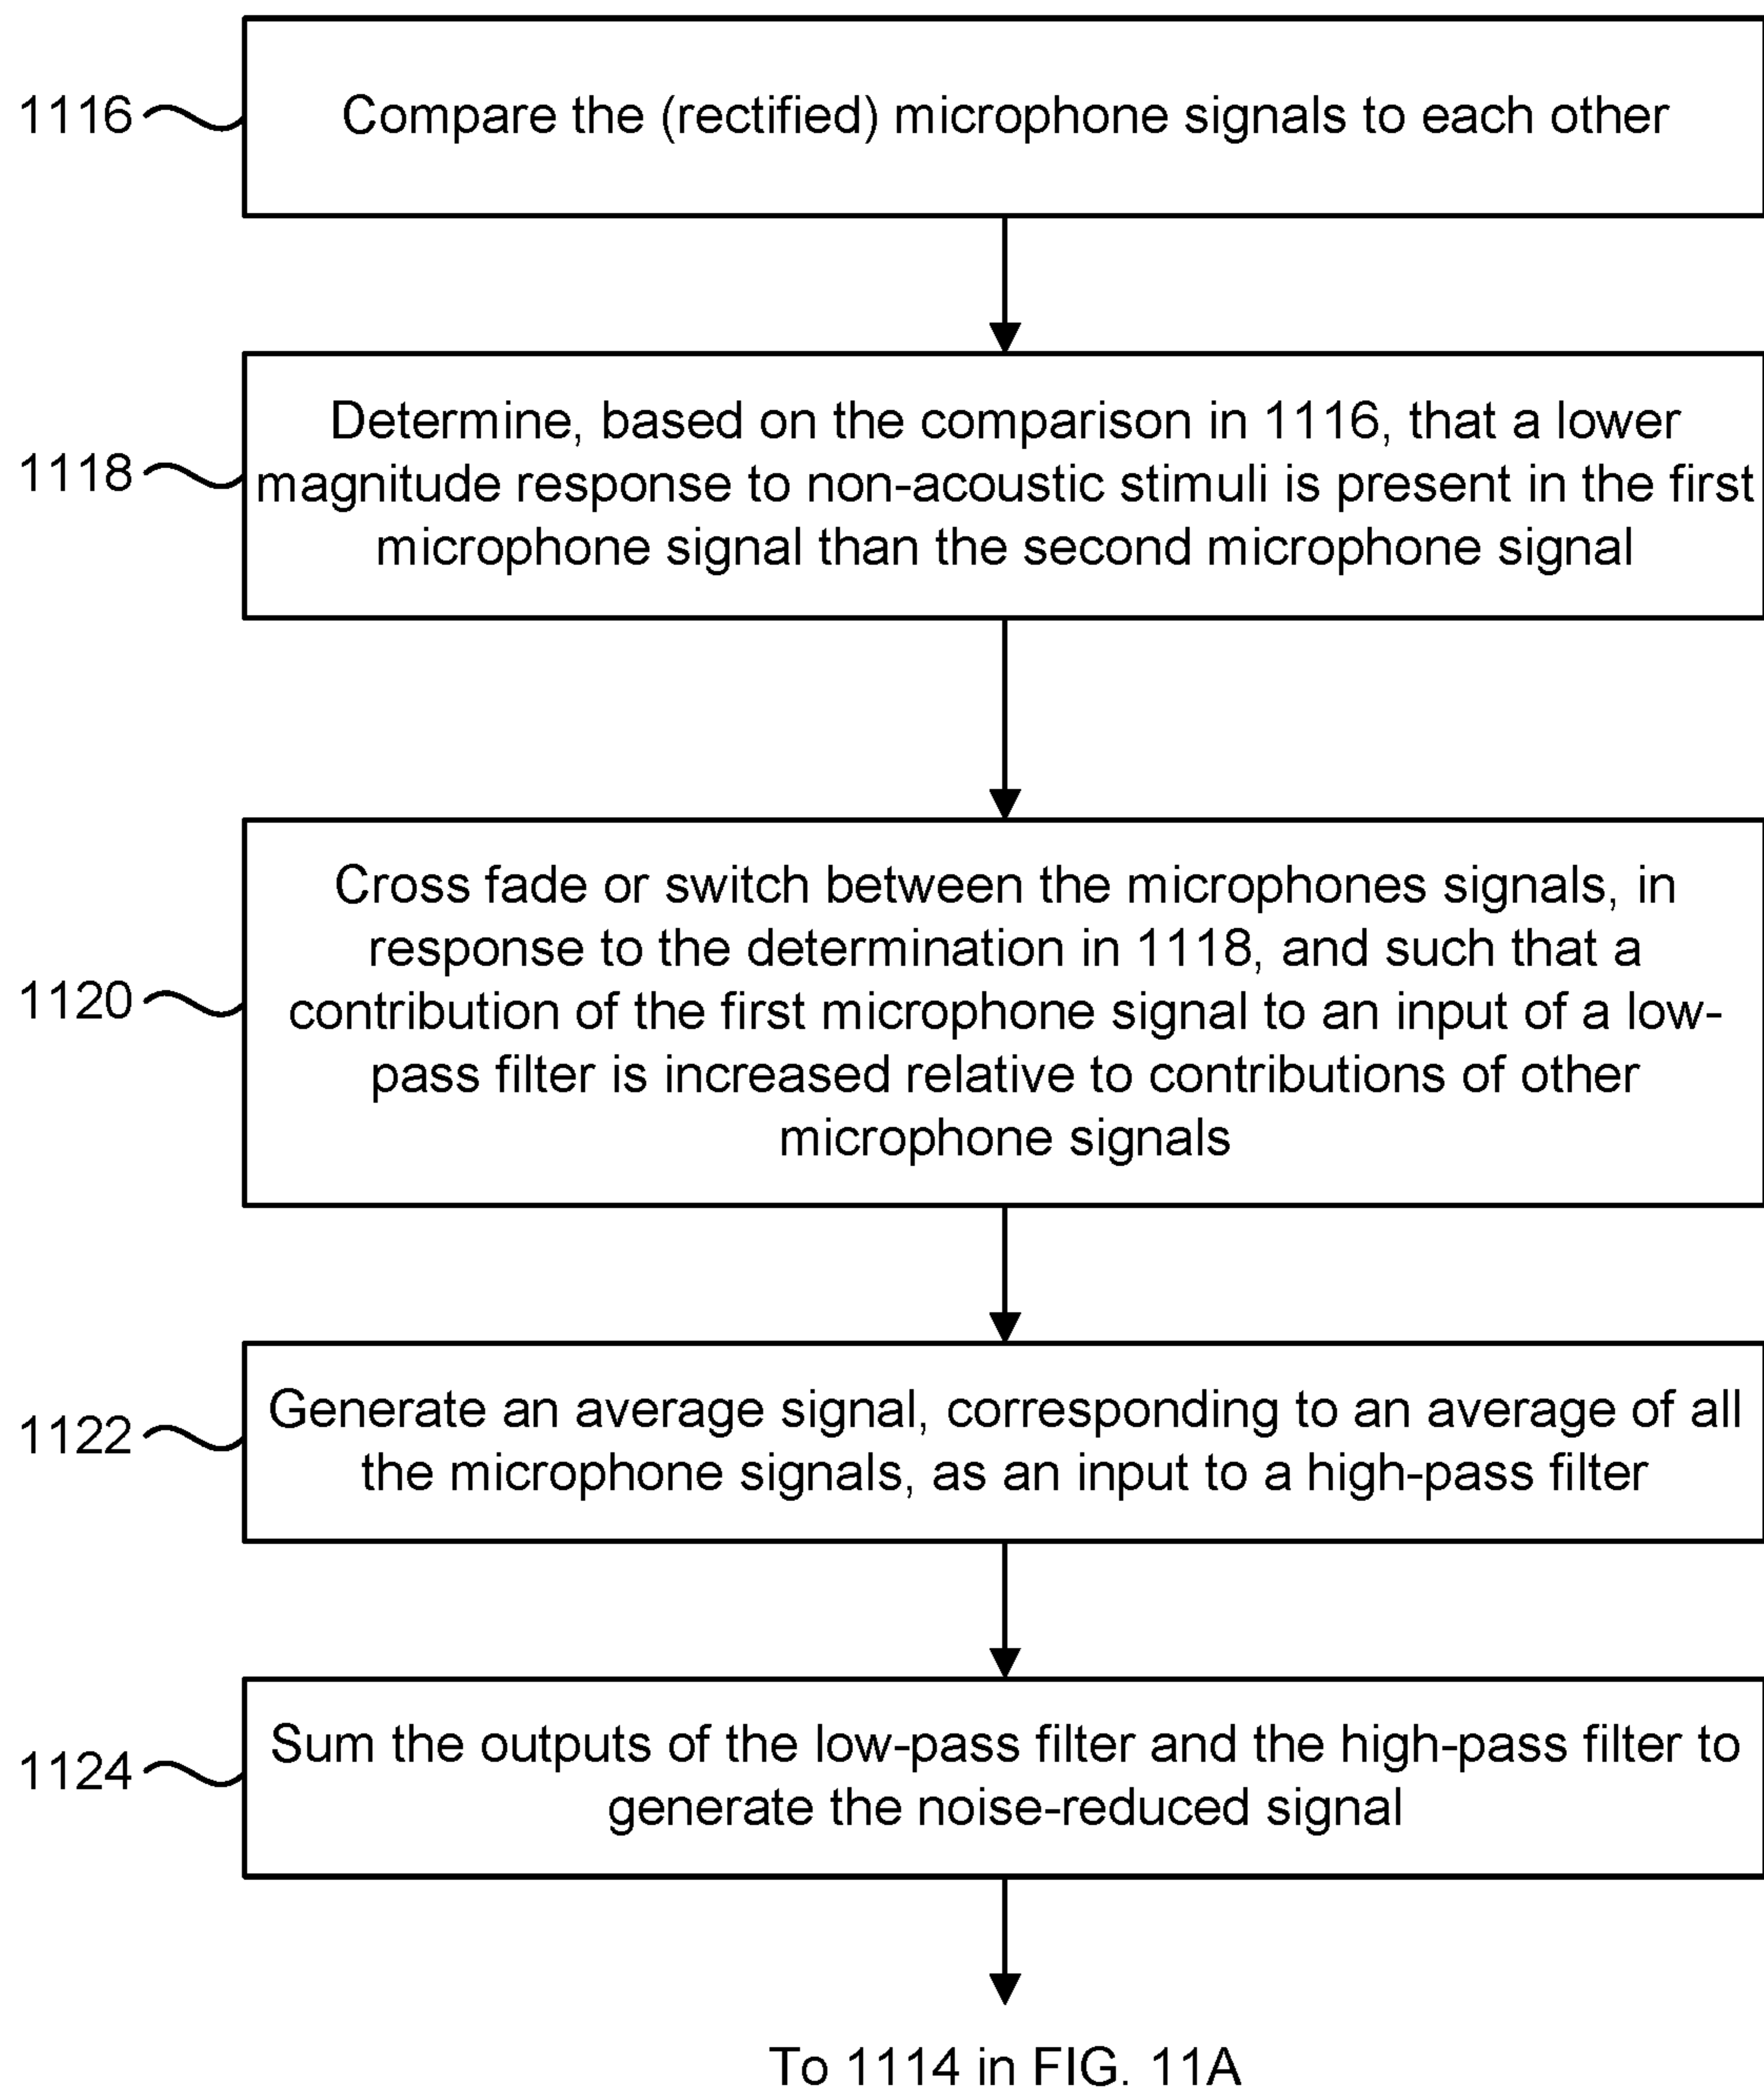 1116
Compare the (rectified) microphone signals to each other
1118
Determine, based on the comparison in 1116, that a lower
magnitude response to non-acoustic stimuli is present in the first
microphone signal than the second microphone signal
1120
Cross fade or switch between the microphones signals, in
response to the determination in 1118, and such that a
contribution of the first microphone signal to an input of a low-
pass filter is increased relative to contributions of other
microphone signals
1122
Generate an average signal, corresponding to an average of all
the microphone signals, as an input to a high-pass filter
1124
Sum the outputs of the low-pass filter and the high-pass filter to
generate the noise-reduced signal
To 1114 in FIG. 11A